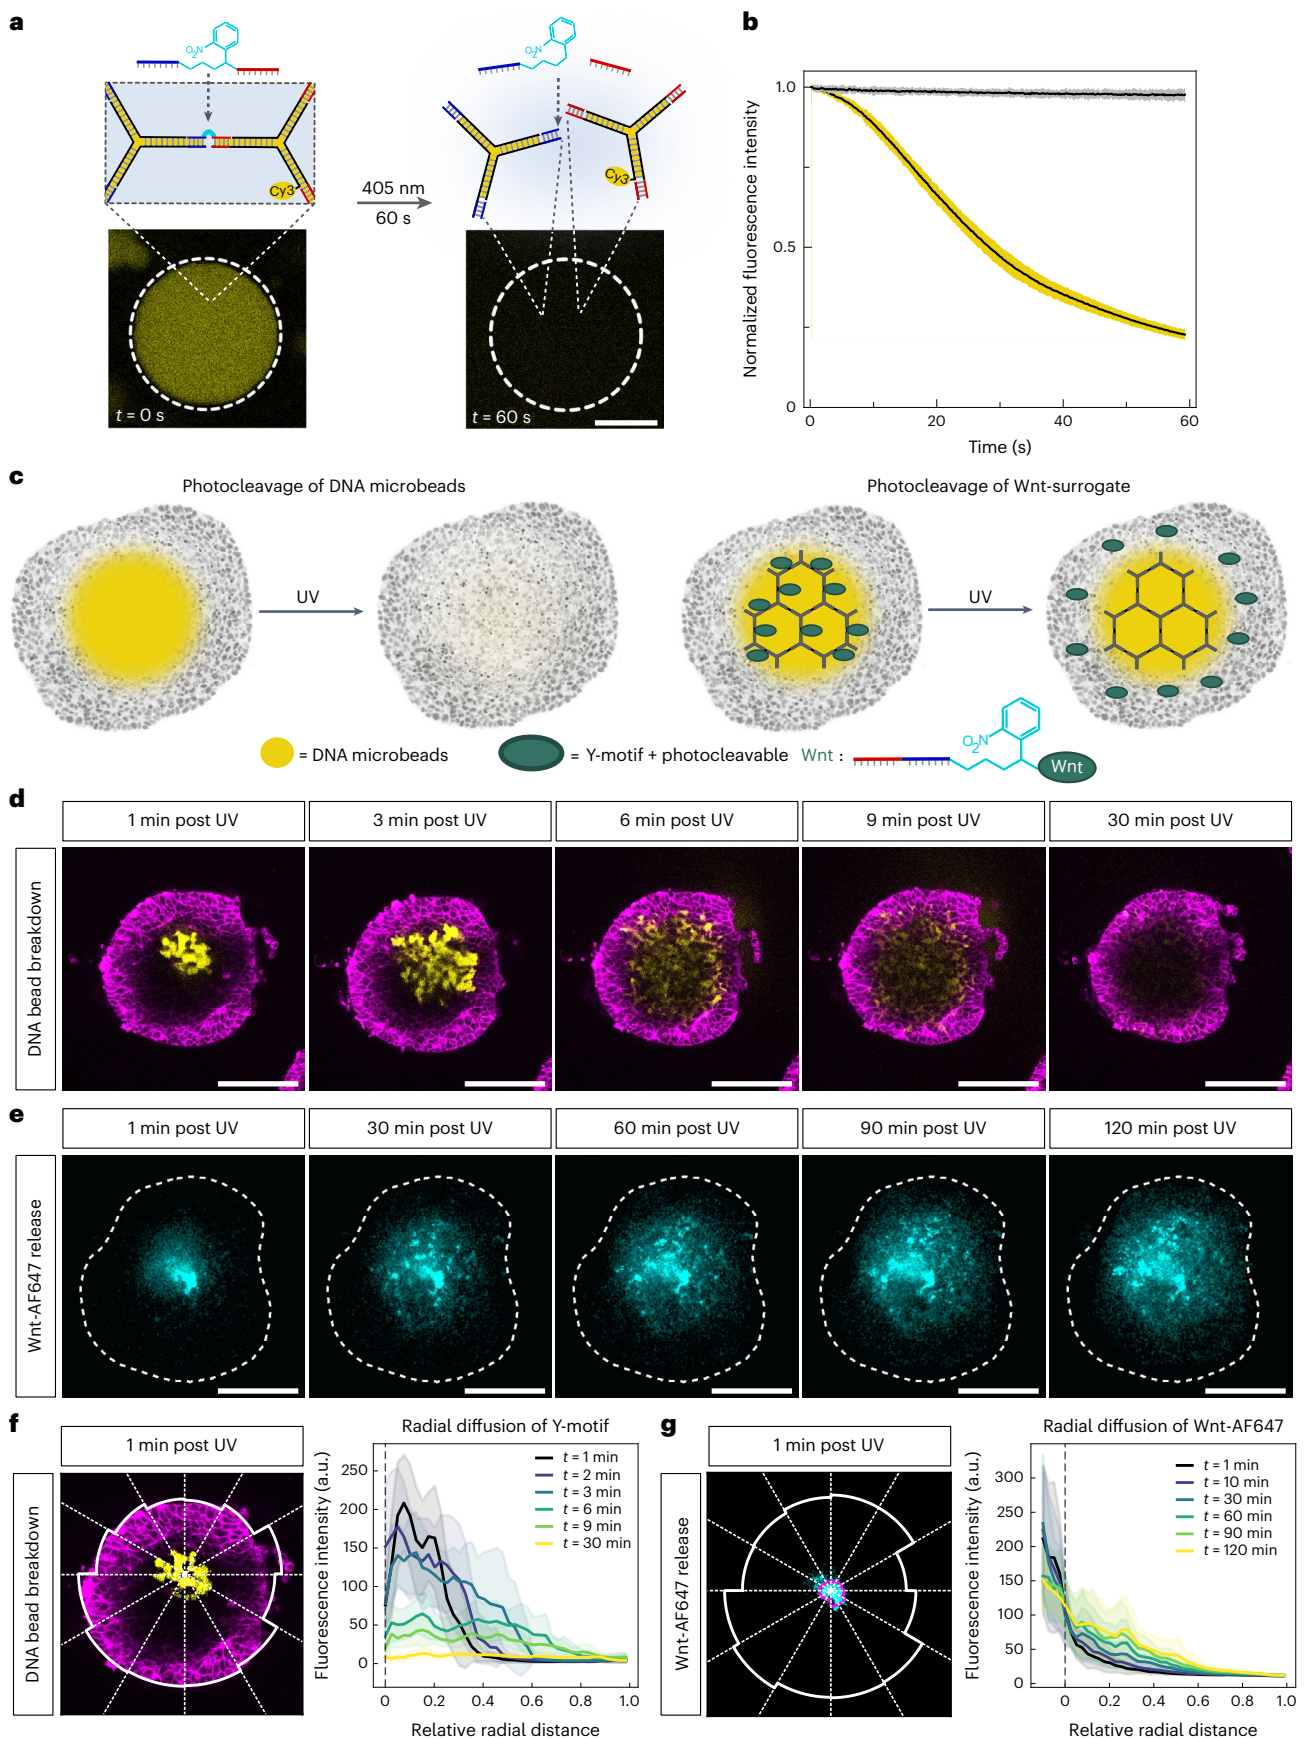 a
O2N
Cy3
405 nm
60 s
O2N
Cy3
t = 0 s
t = 60 s
b
Normalized fluorescence intensity
1.0
0.5
0
0
20
40
60
Time (s)
c
Photocleavage of DNA microbeads
Photocleavage of Wnt-surrogate
UV
UV
= DNA microbeads
= Y-motif + photocleavable Wnt :
O2N
Wnt
d
1 min post UV
3 min post UV
6 min post UV
9 min post UV
30 min post UV
DNA bead breakdown
e
1 min post UV
30 min post UV
60 min post UV
90 min post UV
120 min post UV
Wnt-AF647 release
f
1 min post UV
DNA bead breakdown
Radial diffusion of Y-motif
Fluorescence intensity (a.u.)
250
200
150
100
50
0
t = 1 min
t = 2 min
t = 3 min
t = 6 min
t = 9 min
t = 30 min
0
0.2
0.4
0.6
0.8
1.0
Relative radial distance
g
1 min post UV
Wnt-AF647 release
Radial diffusion of Wnt-AF647
Fluorescence intensity (a.u.)
300
250
200
150
100
50
0
t = 1 min
t = 10 min
t = 30 min
t = 60 min
t = 90 min
t = 120 min
0
0.2
0.4
0.6
0.8
1.0
Relative radial distance